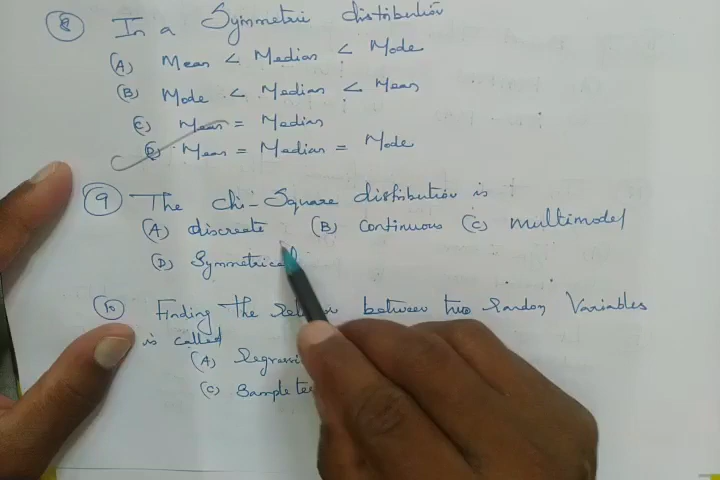 8 In a Symmetric distribution
(A) Mean < Median < Mode
(B) Mode < Median < Mean
(C) Mean = Median
(D) Mean = Median = Mode
9 The chi-Square distribution is
(A) discrete (B) Continuous (C) multimodel
(D) Symmetrical
10 Finding the between two Random Variables
is called
(A)
(C) Sample